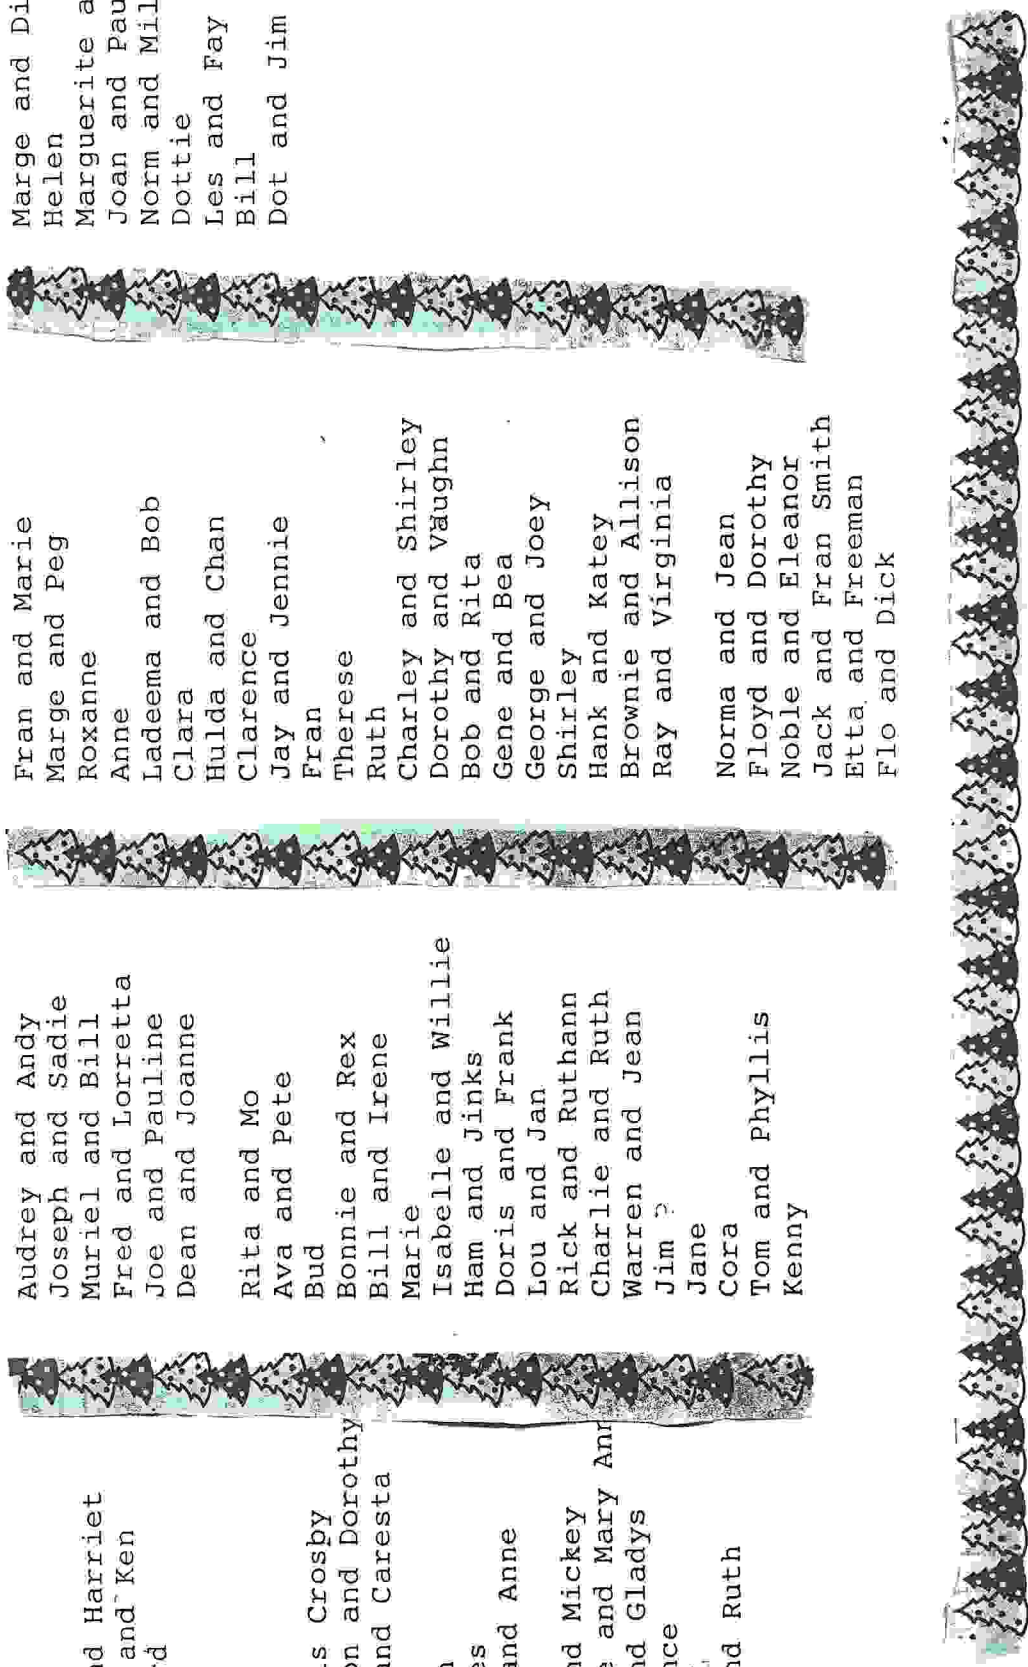 nd Harriet
and Ken
d
s Crosby
on and Dorothy
and Caresta
es
and Anne
nd Mickey
e and Mary Ann
nd Gladys
nce
nd Ruth
Audrey and Andy
Joseph and Sadie
Muriel and Bill
Fred and Lorretta
Joe and Pauline
Dean and Joanne
Rita and Mo
Ava and Pete
Bud
Bonnie and Rex
Bill and Irene
Marie
Isabelle and Willie
Ham and Jinks
Doris and Frank
Lou and Jan
Rick and Ruthann
Charlie and Ruth
Warren and Jean
Jim ?
Jane
Cora
Tom and Phyllis
Kenny
Fran and Marie
Marge and Peg
Roxanne
Anne
Ladeema and Bob
Clara
Hulda and Chan
Clarence
Jay and Jennie
Fran
Therese
Ruth
Charley and Shirley
Dorothy and Vaughn
Bob and Rita
Gene and Bea
George and Joey
Shirley
Hank and Katey
Brownie and Allison
Ray and Virginia
Norma and Jean
Floyd and Dorothy
Noble and Eleanor
Jack and Fran Smith
Etta and Freeman
Flo and Dick
Marge and Di
Helen
Marguerite a
Joan and Pau
Norm and Mil
Dottie
Les and Fay
Bill
Dot and Jim